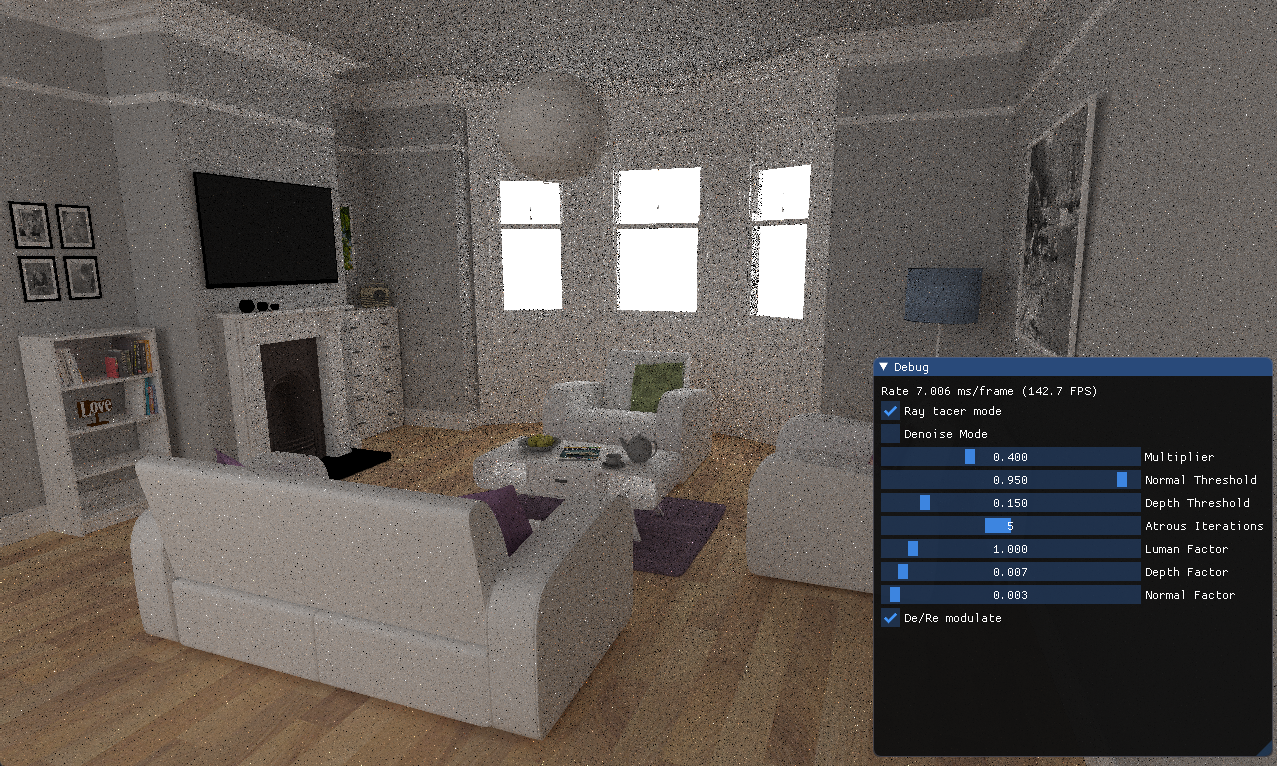 Love
Debug
Rate 7.006 ms/frame (142.7 FPS)
Ray tacer mode
Denoise Mode
0.400 Multiplier
0.950 Normal Threshold
0.150 Depth Threshold
5 Atrous Iterations
1.000 Luman Factor
0.007 Depth Factor
0.003 Normal Factor
De/Re modulate